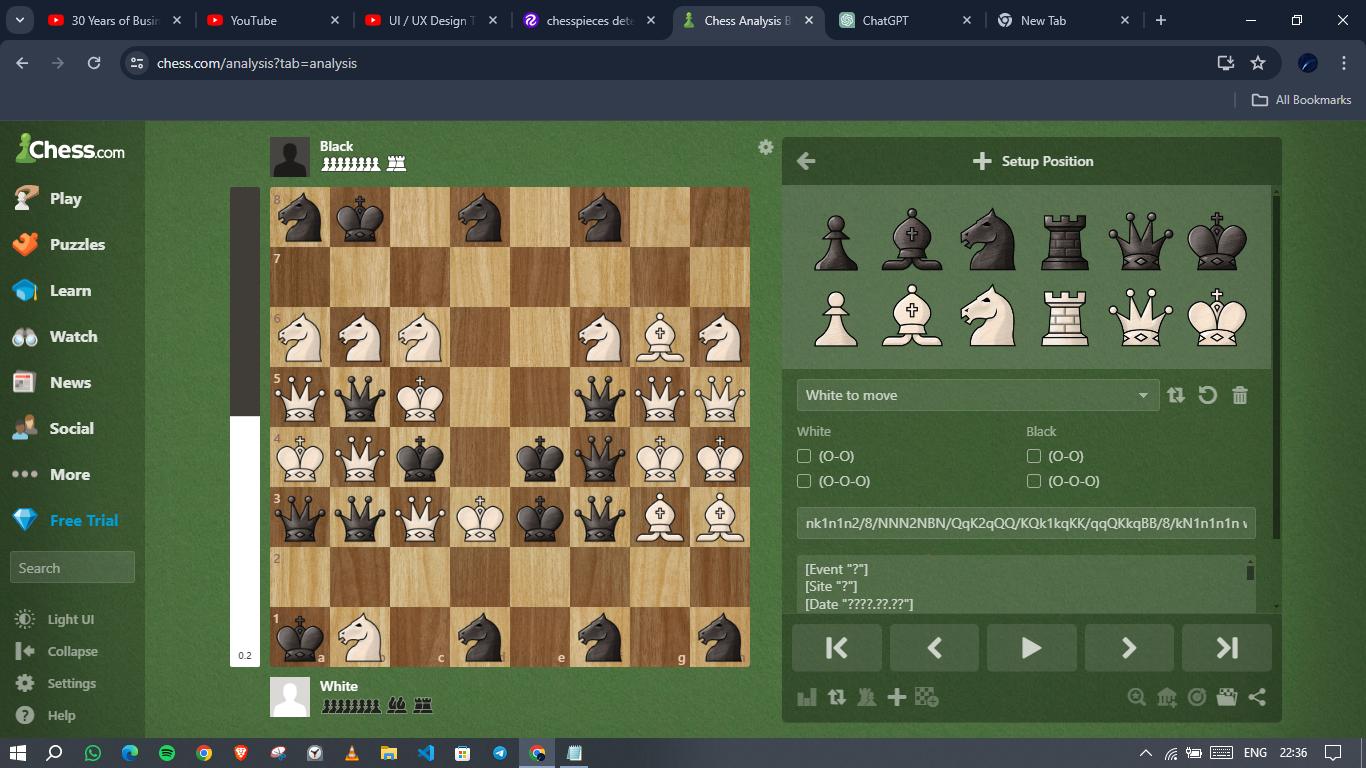 30 Years of Busin
YouTube
UI / UX Design T
chesspieces dete
Chess Analysis B
ChatGPT
New Tab
chess.com/analysis?tab=analysis
All Bookmarks
Chess.com
Play
Puzzles
Learn
Watch
News
Social
More
Free Trial
Search
Light UI
Collapse
Settings
Help
Black
8
7
6
5
4
3
2
1
a
c
e
g
0.2
White
Setup Position
White to move
White
Black
(O-O)
(O-O)
(O-O-O)
(O-O-O)
nk1n1n2/8/NNN2NBN/QqK2qQQ/KQk1kqKK/qqQKkqBB/8/kN1n1n1n w
[Event "?"]
[Site "?"]
[Date "????.??.??"]
ENG
22:36